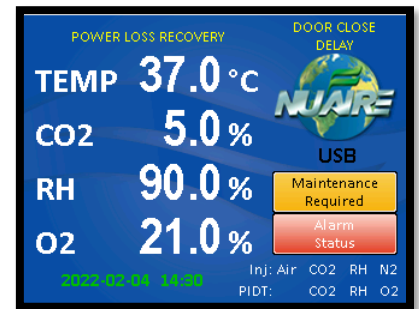 POWER LOSS RECOVERY
DOOR CLOSE
DELAY
TEMP 37.0 °C
NUAIRE
CO2 5.0 %
USB
RH 90.0 %
Maintenance
Required
O2 21.0 %
Alarm
Status
2022-02-04 14:30
Inj: Air CO2 RH N2
PIDT: CO2 RH O2